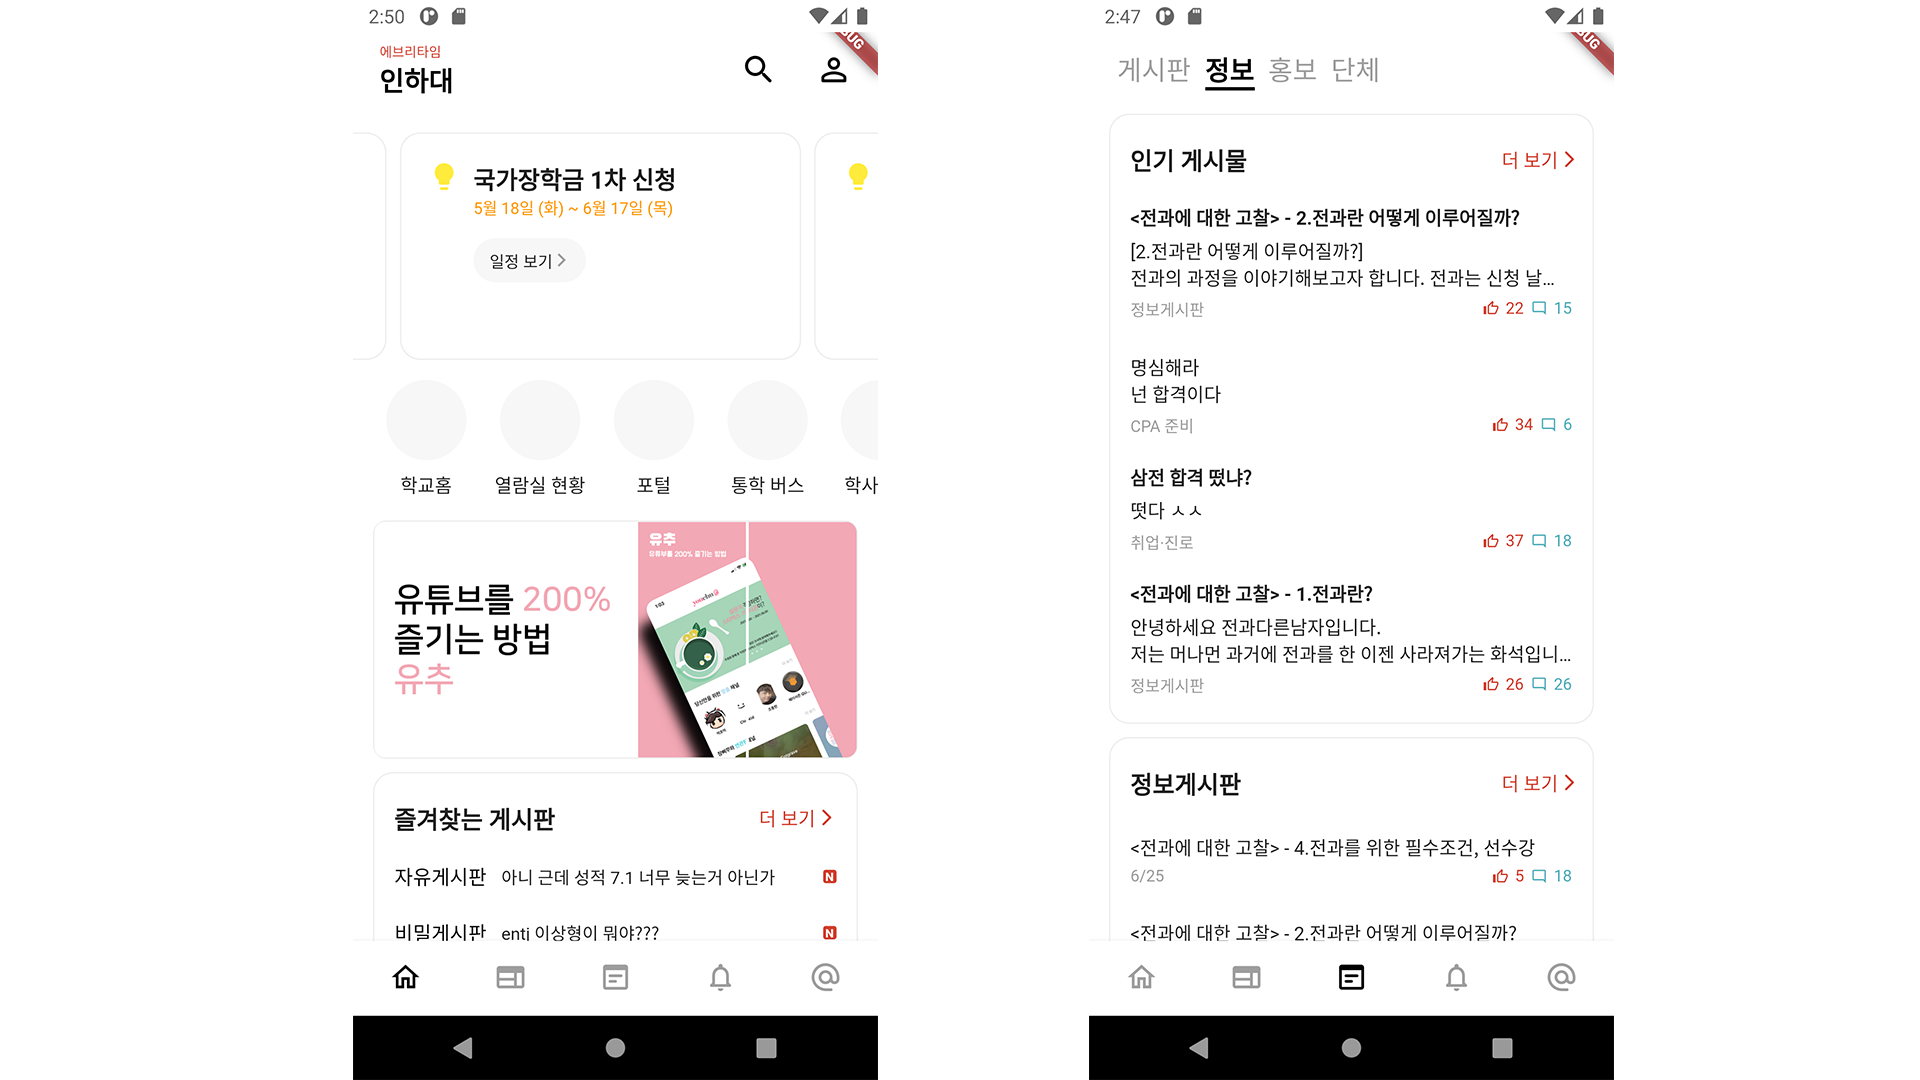 2:50
에브리타임
인하대
UG
국가장학금 1차 신청
5월 18일 (화) ~ 6월 17일 (목)
일정 보기
학교홈
열람실 현황
포털
통학 버스
학사
유튜브를 200%
즐기는 방법
유추
유추
유튜브를 200% 즐기는 방법
1:03
즐겨찾는 게시판
더 보기
자유게시판 아니 근데 성적 7.1 너무 늦는거 아닌가
N
비밀게시판 enti 이상형이 뭐야???
N
2:47
UG
게시판 정보 홍보 단체
인기 게시물
더 보기
<전과에 대한 고찰> - 2.전과란 어떻게 이루어질까?
[2.전과란 어떻게 이루어질까?]
전과의 과정을 이야기해보고자 합니다. 전과는 신청 날...
정보게시판
22 15
명심해라
넌 합격이다
CPA 준비
34 6
삼전 합격 떴냐?
떳다 ㅅㅅ
취업·진로
37 18
<전과에 대한 고찰> - 1.전과란?
안녕하세요 전과다른남자입니다.
저는 머나먼 과거에 전과를 한 이젠 사라져가는 화석입니...
정보게시판
26 26
정보게시판
더 보기
<전과에 대한 고찰> - 4.전과를 위한 필수조건, 선수강
6/25
5 18
<전과에 대한 고찰> - 2.전과란 어떻게 이루어질까?